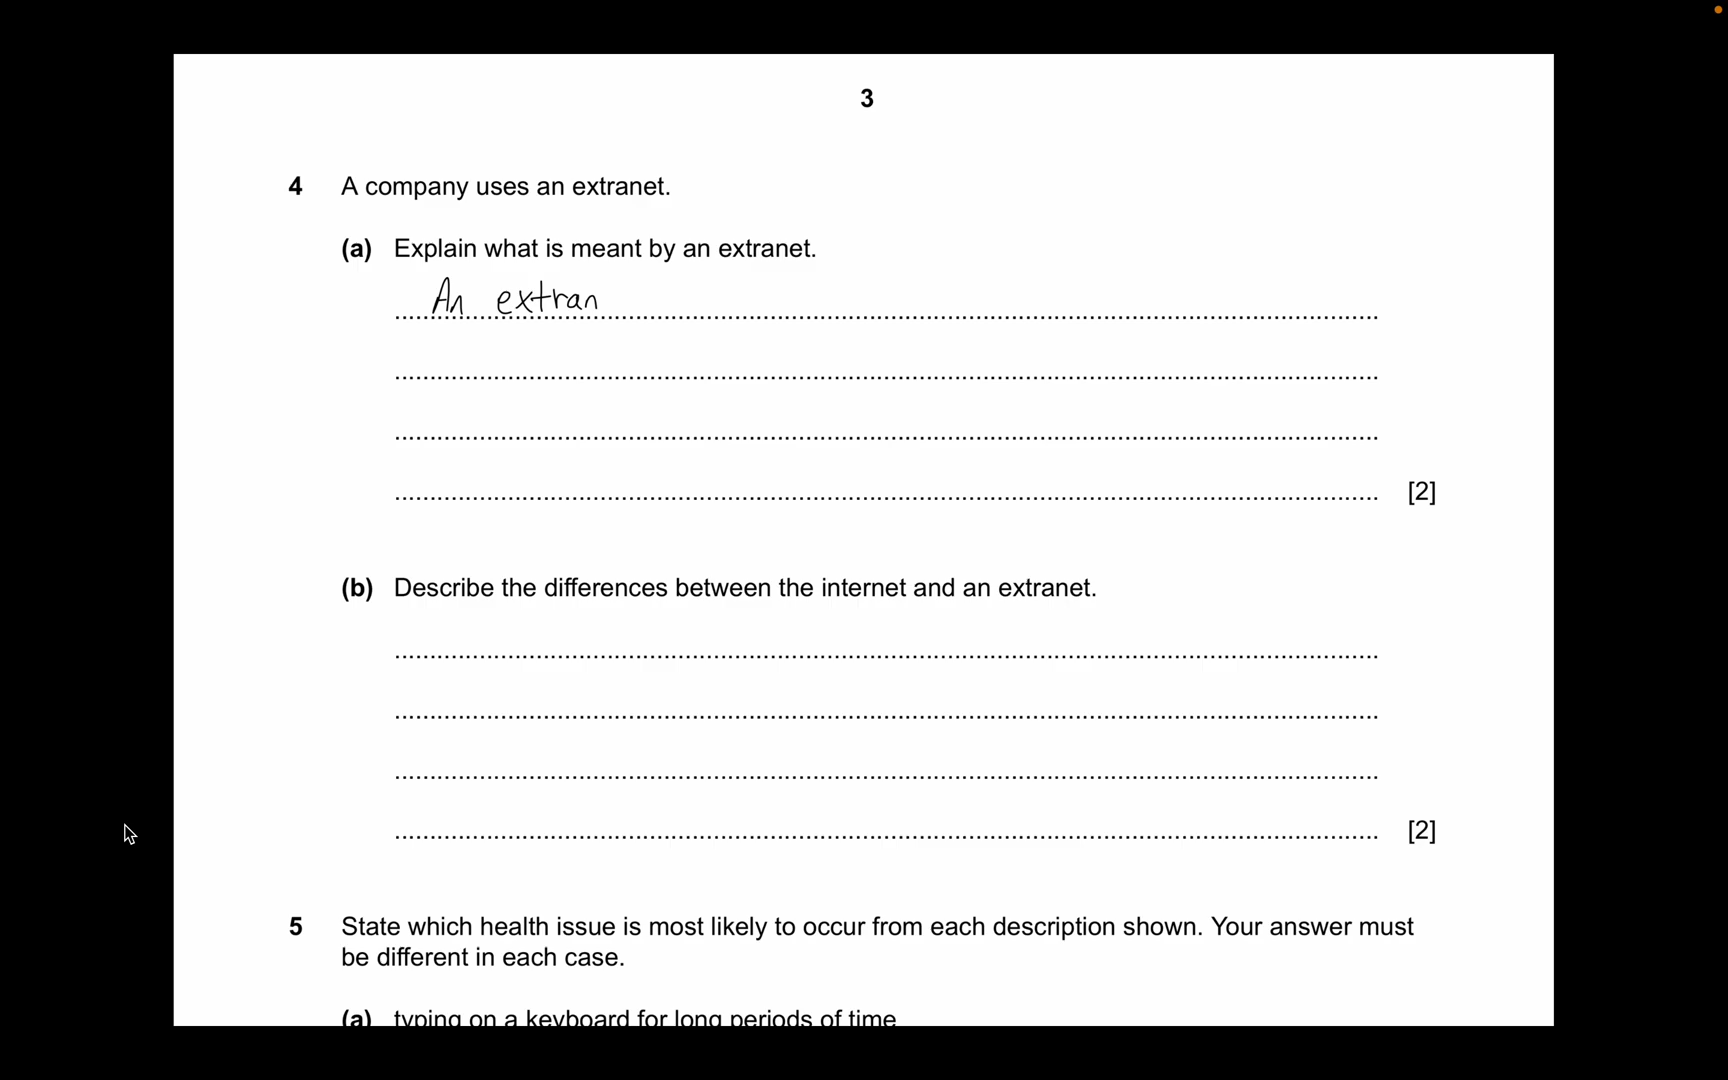 3
4 A company uses an extranet.
(a) Explain what is meant by an extranet.
An extran
[2]
(b) Describe the differences between the internet and an extranet.
[2]
5 State which health issue is most likely to occur from each description shown. Your answer must
be different in each case.
(a) typing on a keyboard for long periods of time